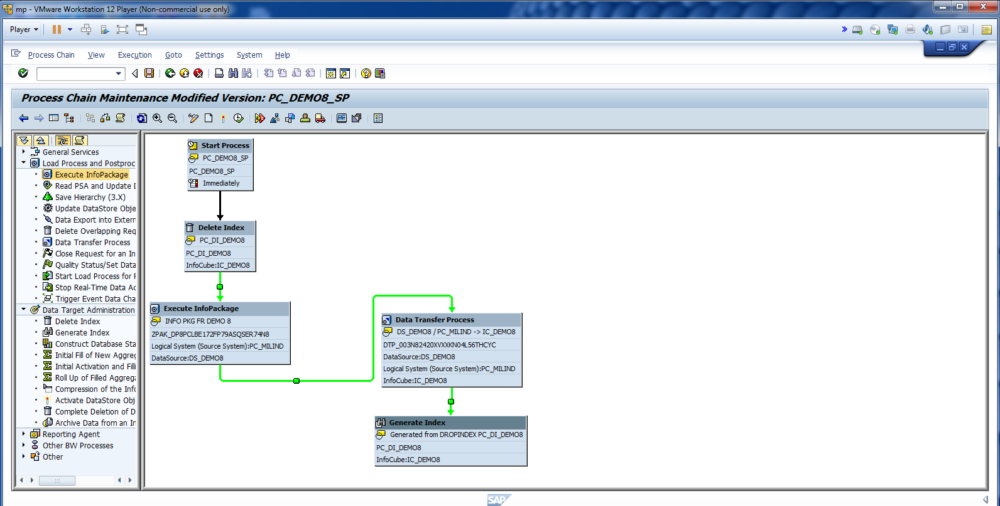 mp - VMware Workstation 12 Player (Non-commercial use only)
Player
Process Chain View Execution Goto Settings System Help
Process Chain Maintenance Modified Version: PC_DEMO8_SP
General Services
Load Process and Postproc
Execute InfoPackage
Read PSA and Update D
Save Hierarchy (3.X)
Update DataStore Obje
Data Export into Extern
Delete Overlapping Req
Data Transfer Process
Close Request for an In
Quality Status/Set Data
Start Load Process for R
Stop Real-Time Data Ac
Trigger Event Data Cha
Data Target Administration
Delete Index
Generate Index
Construct Database Sta
Initial Fill of New Aggreg
Initial Activation and Filli
Roll Up of Filled Aggrega
Compression of the Info
Activate DataStore Obj
Complete Deletion of D
Archive Data from an In
Reporting Agent
Other BW Processes
Other
Start Process
PC_DEMO8_SP
PC_DEMO8_SP
Immediately
Delete Index
PC_DI_DEMO8
PC_DI_DEMO8
InfoCube:IC_DEMO8
Execute InfoPackage
INFO PKG FR DEMO 8
ZPAK_DP8PCLBE172FP79ASQSER74N8
Logical System (Source System):PC_MILIND
DataSource:DS_DEMO8
Data Transfer Process
DS_DEMO8 / PC_MILIND -> IC_DEMO8
DTP_003N82420XVXXKN04L56THCYC
DataSource:DS_DEMO8
Logical System (Source System):PC_MILIND
InfoCube:IC_DEMO8
Generate Index
Generated from DROPINDEX PC_DI_DEMO8
PC_DI_DEMO8
InfoCube:IC_DEMO8
SAP